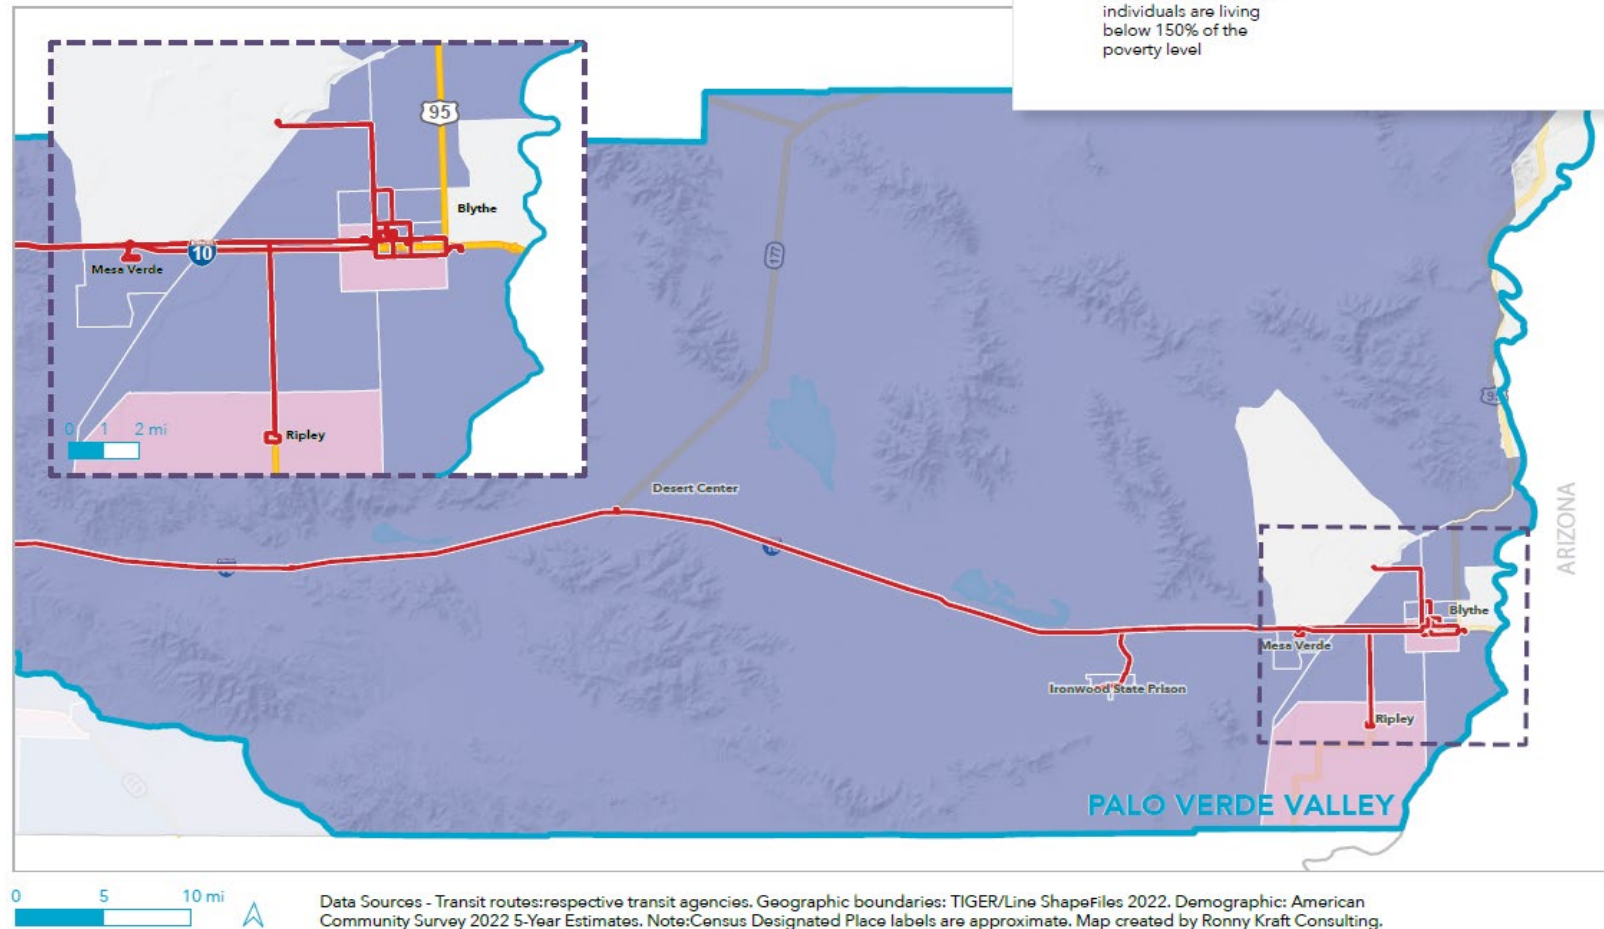 individuals are living
below 150% of the
poverty level
95
Blythe
10
Mesa Verde
0 1 2 mi
Ripley
177
95
Desert Center
ARIZONA
10
Blythe
Mesa Verde
Ironwood State Prison
Ripley
PALO VERDE VALLEY
0 5 10 mi
Data Sources - Transit routes:respective transit agencies. Geographic boundaries: TIGER/Line ShapeFiles 2022. Demographic: American
Community Survey 2022 5-Year Estimates. Note:Census Designated Place labels are approximate. Map created by Ronny Kraft Consulting.